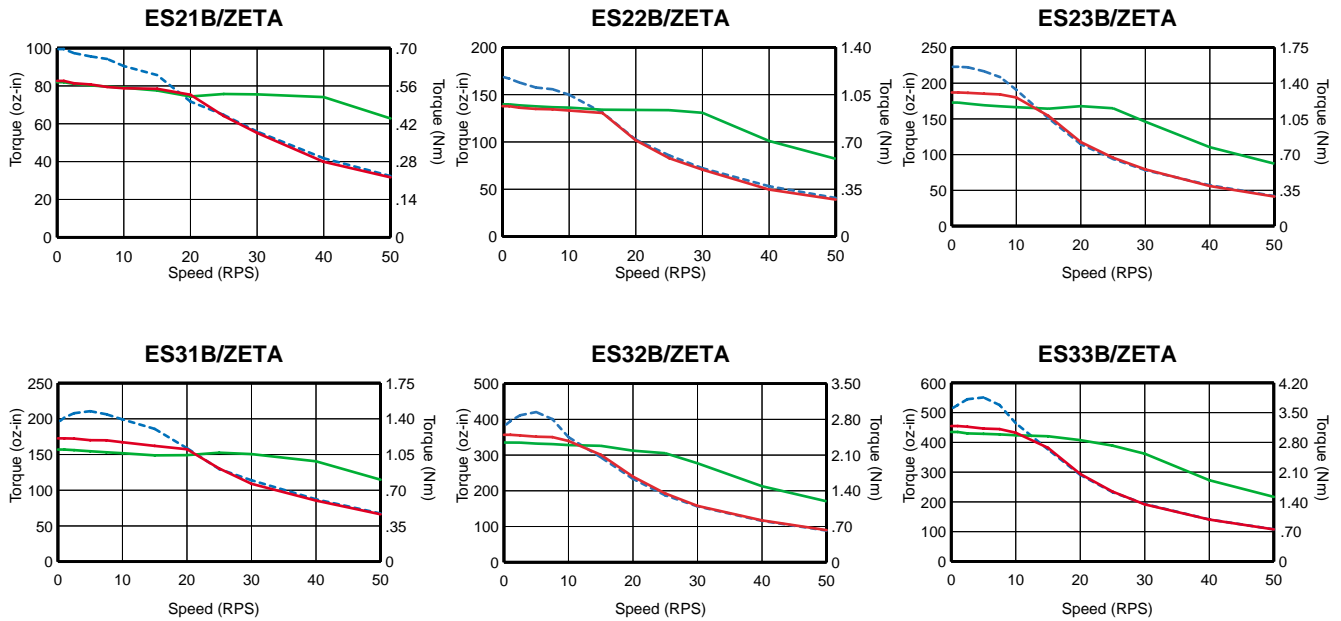 ES21B/ZETA
100
80
60
40
20
0
.70
.56
.42
.28
.14
0
0 10 20 30 40 50
Torque (oz-in)
Torque (Nm)
Speed (RPS)
ES22B/ZETA
200
150
100
50
0
1.40
1.05
.70
.35
0
0 10 20 30 40 50
Torque (oz-in)
Torque (Nm)
Speed (RPS)
ES23B/ZETA
250
200
150
100
50
0
1.75
1.40
1.05
.70
.35
0
0 10 20 30 40 50
Torque (oz-in)
Torque (Nm)
Speed (RPS)
ES31B/ZETA
250
200
150
100
50
0
1.75
1.40
1.05
.70
.35
0
0 10 20 30 40 50
Torque (oz-in)
Torque (Nm)
Speed (RPS)
ES32B/ZETA
500
400
300
200
100
0
3.50
2.80
2.10
1.40
.70
0
0 10 20 30 40 50
Torque (oz-in)
Torque (Nm)
Speed (RPS)
ES33B/ZETA
600
500
400
300
200
100
0
4.20
3.50
2.80
2.10
1.40
.70
0
0 10 20 30 40 50
Torque (oz-in)
Torque (Nm)
Speed (RPS)